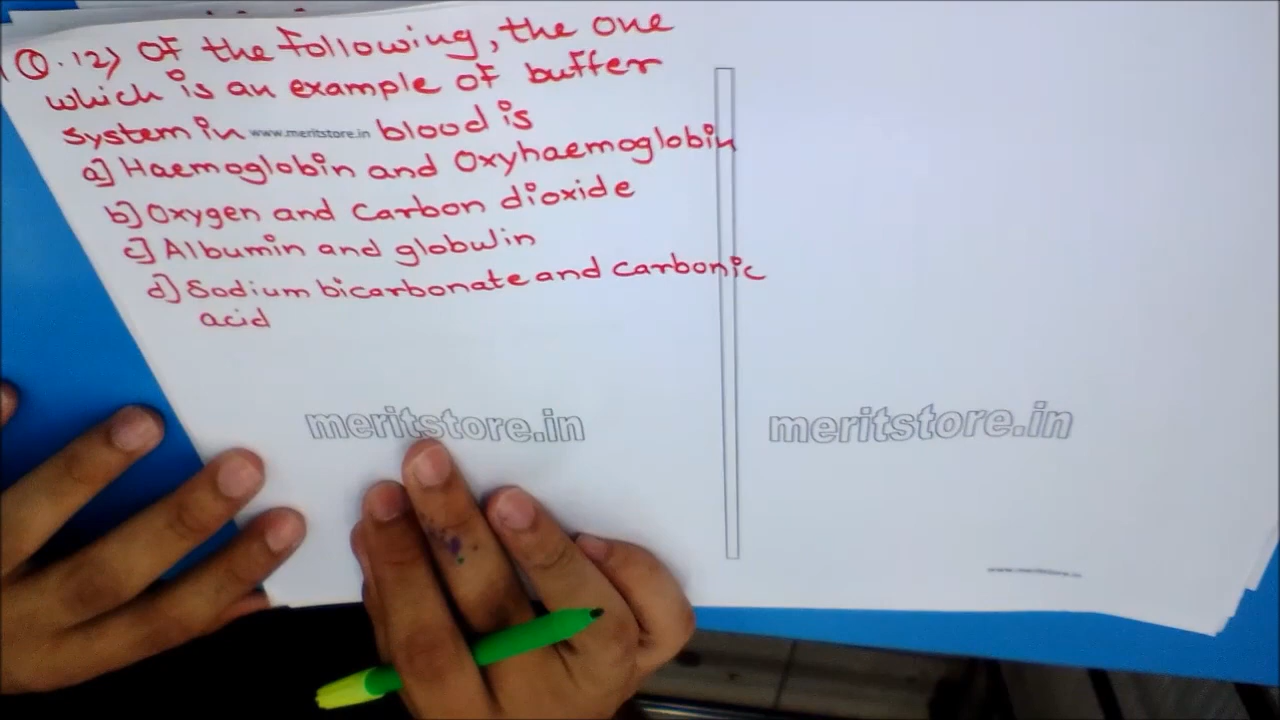 Q.12) Of the following, the one
which is an example of buffer
system in www.meritstore.in blood is
a] Haemoglobin and Oxyhaemoglobin
b] Oxygen and carbon dioxide
c] Albumin and globulin
d] Sodium bicarbonate and carbonic
acid
meritstore.in
meritstore.in